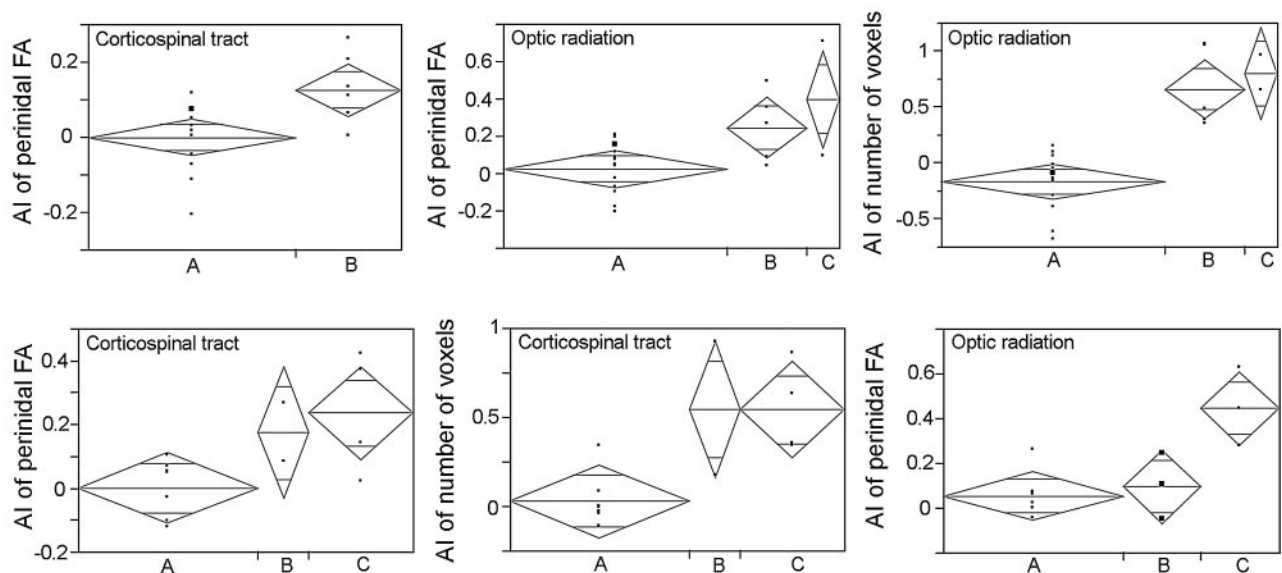 AI of perinidal FA
Corticospinal tract
0.2
0
-0.2
A
B
AI of perinidal FA
Optic radiation
0.6
0.4
0.2
0
-0.2
A
B
C
AI of number of voxels
Optic radiation
1
0.5
0
-0.5
A
B
C
AI of perinidal FA
Corticospinal tract
0.4
0.2
0
-0.2
A
B
C
AI of number of voxels
Corticospinal tract
1
0.5
0
A
B
C
AI of perinidal FA
Optic radiation
0.6
0.2
0
A
B
C